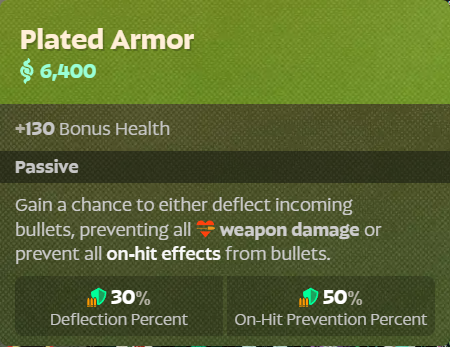 Plated Armor
6,400
+130 Bonus Health
Passive
Gain a chance to either deflect incoming
bullets, preventing all weapon damage or
prevent all on-hit effects from bullets.
30% 50%
Deflection Percent On-Hit Prevention Percent